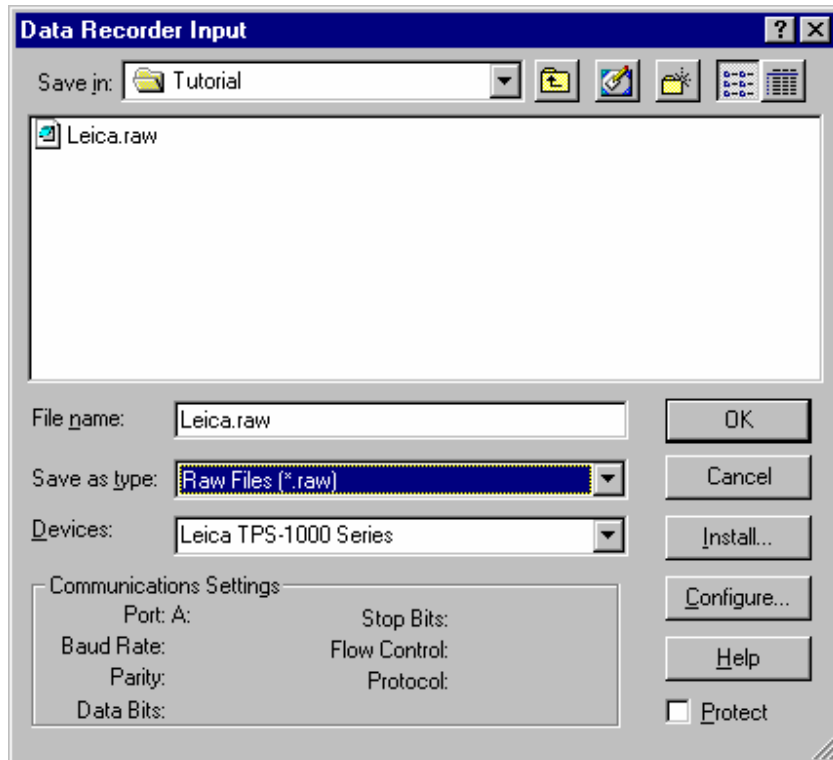 Data Recorder Input
Save in: Tutorial
Leica.raw
File name: Leica.raw
OK
Save as type: Raw Files (*.raw)
Cancel
Devices: Leica TPS-1000 Series
Install...
Communications Settings
Port: A:
Stop Bits:
Configure...
Baud Rate:
Flow Control:
Parity:
Protocol:
Help
Data Bits:
Protect